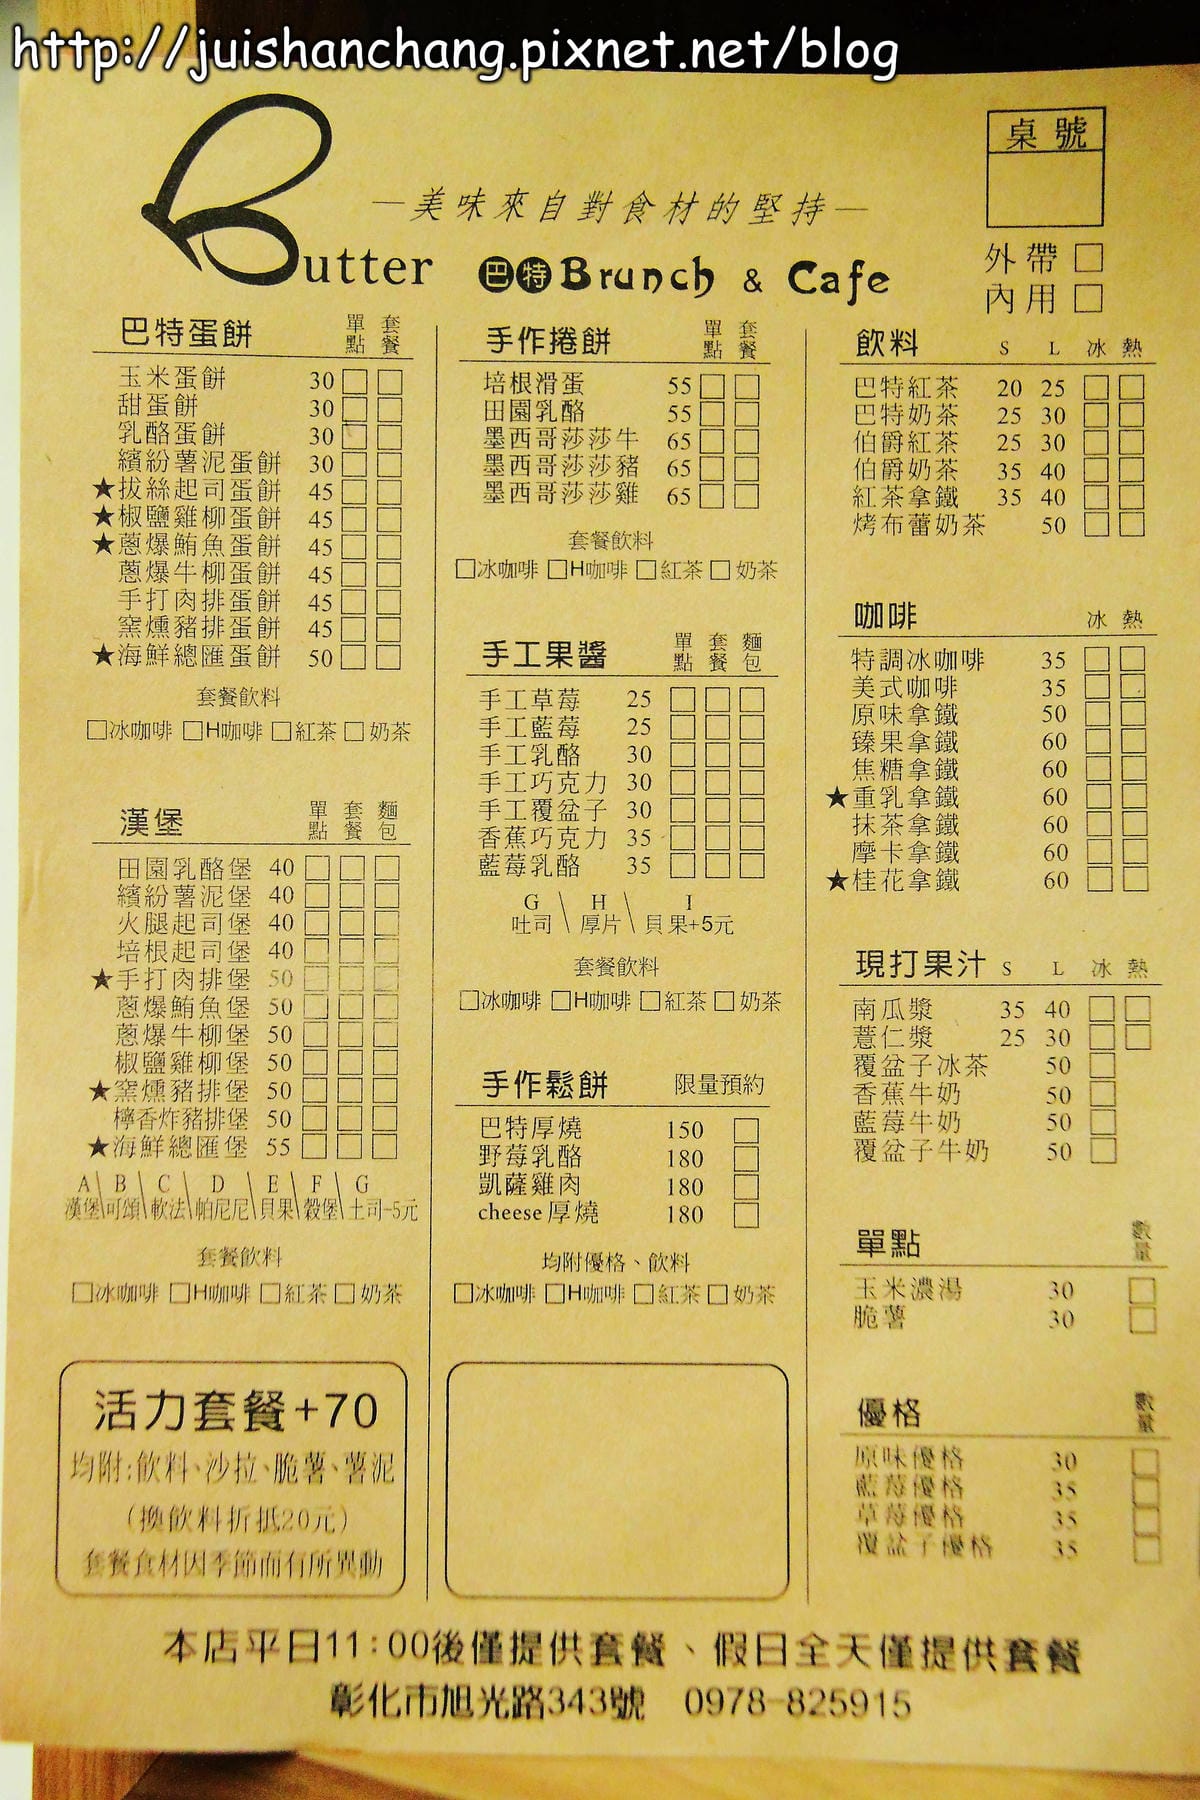 http://juishanchang.pixnet.net/blog
桌號
—美味來自對食材的堅持—
Butter 巴特 Brunch & Cafe
外帶□
內用□
巴特蛋餅 單點 套餐
玉米蛋餅 30 □□
甜蛋餅 30 □□
乳酪蛋餅 30 □□
繽紛薯泥蛋餅 30 □□
★拔絲起司蛋餅 45 □□
★椒鹽雞柳蛋餅 45 □□
★蔥爆鮪魚蛋餅 45 □□
蔥爆牛柳蛋餅 45 □□
手打肉排蛋餅 45 □□
窯燻豬排蛋餅 45 □□
★海鮮總匯蛋餅 50 □□
套餐飲料
□冰咖啡 □H咖啡 □紅茶 □奶茶
漢堡 單點 套餐 麵包
田園乳酪堡 40 □□□
繽紛薯泥堡 40 □□□
火腿起司堡 40 □□□
培根起司堡 40 □□□
★手打肉排堡 50 □□□
蔥爆鮪魚堡 50 □□□
蔥爆牛柳堡 50 □□□
椒鹽雞柳堡 50 □□□
★窯燻豬排堡 50 □□□
檸香炸豬排堡 50 □□□
★海鮮總匯堡 55 □□□
A \ B \ C \ D \ E \ F \ G
漢堡\可頌\軟法\帕尼尼\貝果\穀堡\土司-5元
套餐飲料
□冰咖啡 □H咖啡 □紅茶 □奶茶
活力套餐+70
均附:飲料、沙拉、脆薯、薯泥
(換飲料折抵20元)
套餐食材因季節而有所異動
手作捲餅 單點 套餐
培根滑蛋 55 □□
田園乳酪 55 □□
墨西哥莎莎牛 65 □□
墨西哥莎莎豬 65 □□
墨西哥莎莎雞 65 □□
套餐飲料
□冰咖啡 □H咖啡 □紅茶 □奶茶
手工果醬 單點 套餐 麵包
手工草莓 25 □□□
手工藍莓 25 □□□
手工乳酪 30 □□□
手工巧克力 30 □□□
手工覆盆子 30 □□□
香蕉巧克力 35 □□□
藍莓乳酪 35 □□□
G \ H \ I
吐司 \ 厚片 \ 貝果+5元
套餐飲料
□冰咖啡 □H咖啡 □紅茶 □奶茶
手作鬆餅 限量預約
巴特厚燒 150 □
野莓乳酪 180 □
凱薩雞肉 180 □
cheese厚燒 180 □
均附優格、飲料
□冰咖啡 □H咖啡 □紅茶 □奶茶
飲料 S L 冰 熱
巴特紅茶 20 25 □□
巴特奶茶 25 30 □□
伯爵紅茶 25 30 □□
伯爵奶茶 35 40 □□
紅茶拿鐵 35 40 □□
烤布蕾奶茶 50 □□
咖啡 冰 熱
特調冰咖啡 35 □□
美式咖啡 35 □□
原味拿鐵 50 □□
臻果拿鐵 60 □□
焦糖拿鐵 60 □□
★重乳拿鐵 60 □□
抹茶拿鐵 60 □□
摩卡拿鐵 60 □□
★桂花拿鐵 60 □□
現打果汁 S L 冰 熱
南瓜漿 35 40 □□
薏仁漿 25 30 □□
覆盆子冰茶 50 □
香蕉牛奶 50 □
藍莓牛奶 50 □
覆盆子牛奶 50 □
單點 數量
玉米濃湯 30 □
脆薯 30 □
優格 數量
原味優格 30 □
藍莓優格 35 □
草莓優格 35 □
覆盆子優格 35 □
本店平日11:00後僅提供套餐、假日全天僅提供套餐
彰化市旭光路343號 0978-825915